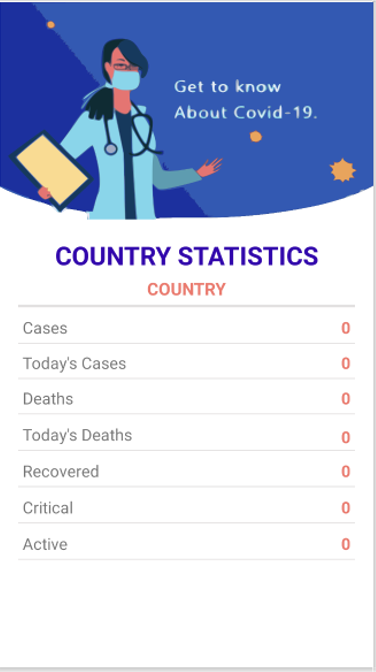 Get to know
About Covid-19.
COUNTRY STATISTICS
COUNTRY
Cases 0
Today's Cases 0
Deaths 0
Today's Deaths 0
Recovered 0
Critical 0
Active 0